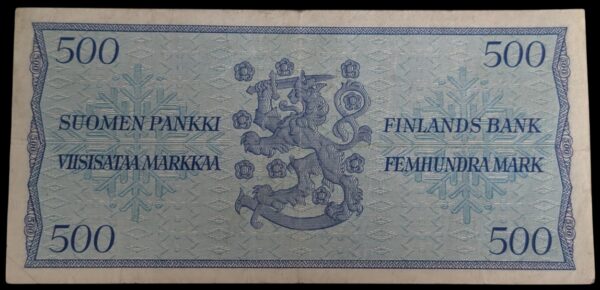 500 500
SUOMEN PANKKI FINLANDS BANK
VIISISATAA MARKKAA FEMHUNDRA MARK
500 500